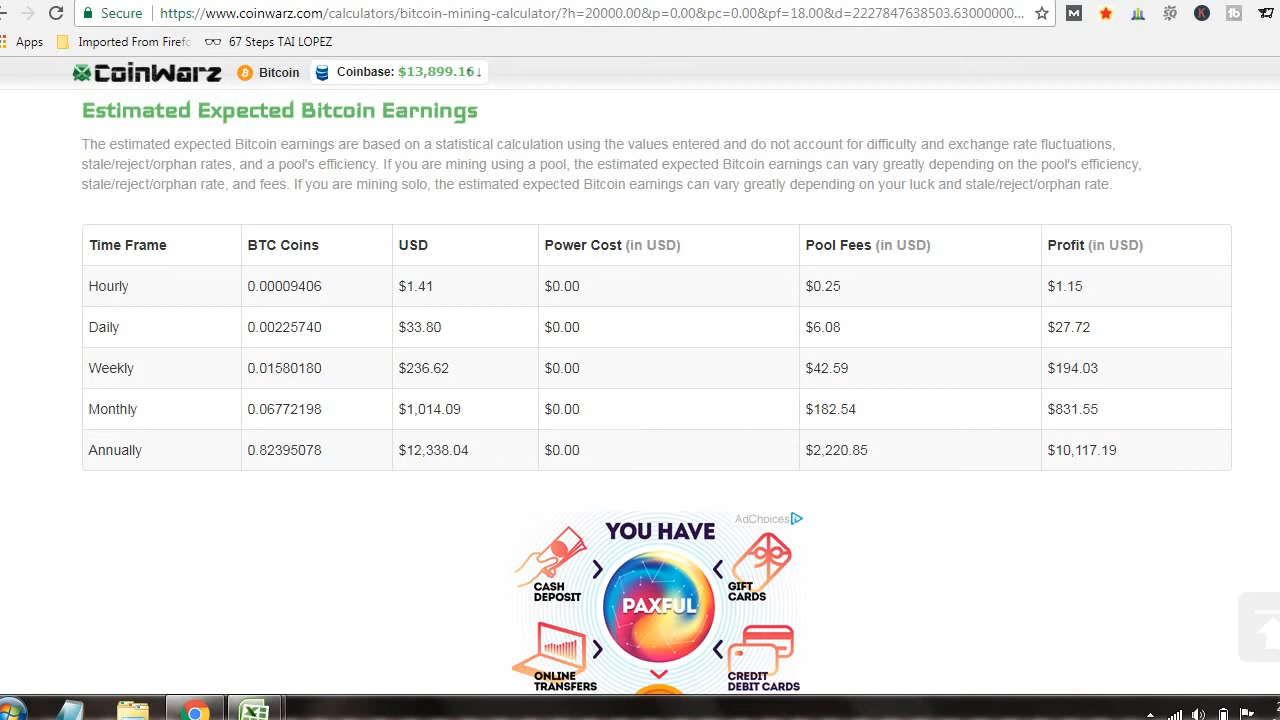 Secure https://www.coinwarz.com/calculators/bitcoin-mining-calculator/?h=20000.00&p=0.00&pc=0.00&pf=18.00&d=2227847638503.63000000...
Apps Imported From Firefo 67 Steps TAI LOPEZ
CoinWarz Bitcoin Coinbase: $13,899.16↓
Estimated Expected Bitcoin Earnings
The estimated expected Bitcoin earnings are based on a statistical calculation using the values entered and do not account for difficulty and exchange rate fluctuations,
stale/reject/orphan rates, and a pool's efficiency. If you are mining using a pool, the estimated expected Bitcoin earnings can vary greatly depending on the pool's efficiency,
stale/reject/orphan rate, and fees. If you are mining solo, the estimated expected Bitcoin earnings can vary greatly depending on your luck and stale/reject/orphan rate.
Time Frame BTC Coins USD Power Cost (in USD) Pool Fees (in USD) Profit (in USD)
Hourly 0.00009406 $1.41 $0.00 $0.25 $1.15
Daily 0.00225740 $33.80 $0.00 $6.08 $27.72
Weekly 0.01580180 $236.62 $0.00 $42.59 $194.03
Monthly 0.06772198 $1,014.09 $0.00 $182.54 $831.55
Annually 0.82395078 $12,338.04 $0.00 $2,220.85 $10,117.19
AdChoices
YOU HAVE
CASH
DEPOSIT
GIFT
CARDS
PAXFUL
ONLINE
TRANSFERS
CREDIT
DEBIT CARDS